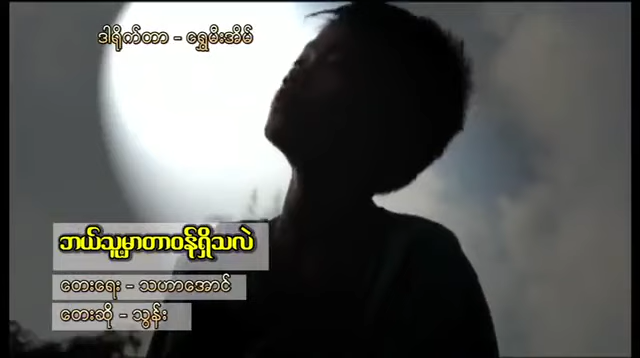 ဒါရိုက်တာ - ရွှေမီးအိမ်
ဘယ်သူ့မှာတာဝန်ရှိသလဲ
တေးရေး - သဟာအောင်
တေးဆို - သွန်း